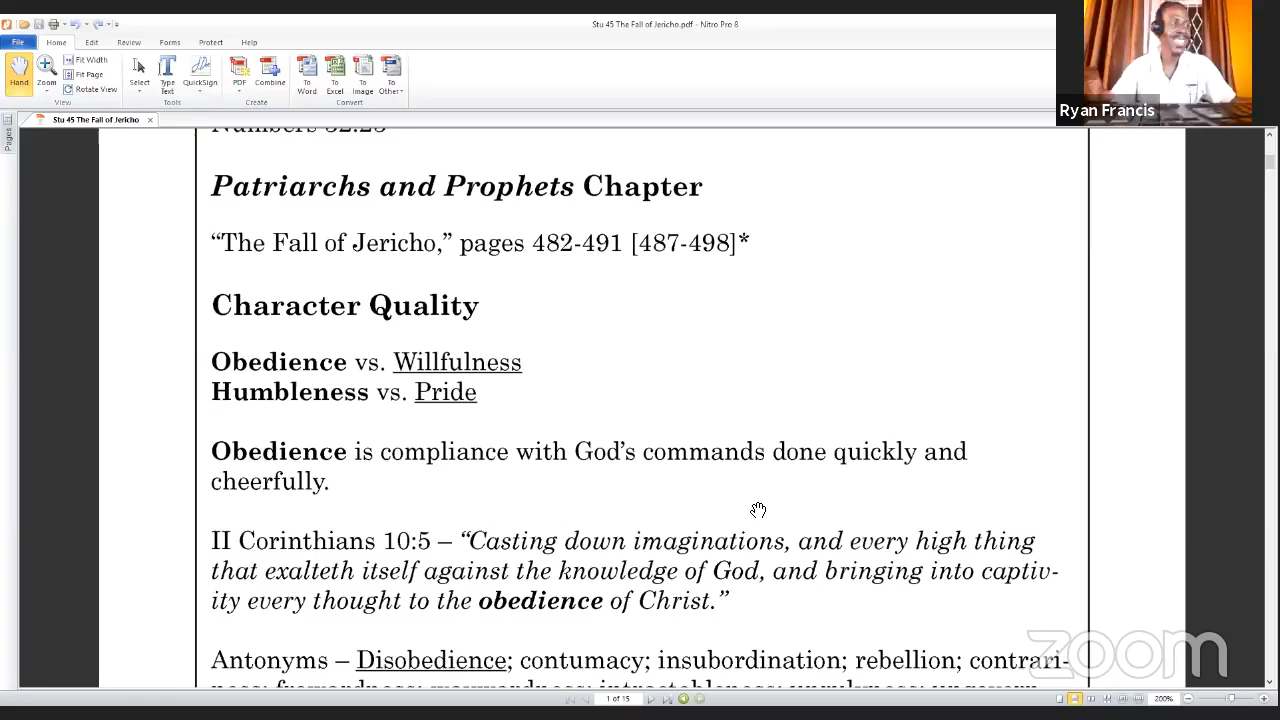 Stu 45 The Fall of Jericho.pdf - Nitro Pro 8
File Home Edit Review Forms Protect Help
Hand
Zoom
Fit Width
Fit Page
Rotate View
View
Select
Type Text
QuickSign
Tools
PDF
Combine
Create
To Word
To Excel
To Image
To Other
Convert
Ryan Francis
Stu 45 The Fall of Jericho
Pages
Patriarchs and Prophets Chapter
“The Fall of Jericho,” pages 482-491 [487-498]*
Character Quality
Obedience vs. Willfulness
Humbleness vs. Pride
Obedience is compliance with God’s commands done quickly and
cheerfully.
II Corinthians 10:5 – “Casting down imaginations, and every high thing
that exalteth itself against the knowledge of God, and bringing into captiv-
ity every thought to the obedience of Christ.”
Antonyms – Disobedience; contumacy; insubordination; rebellion; contrari-
zoom
1 of 15
200%